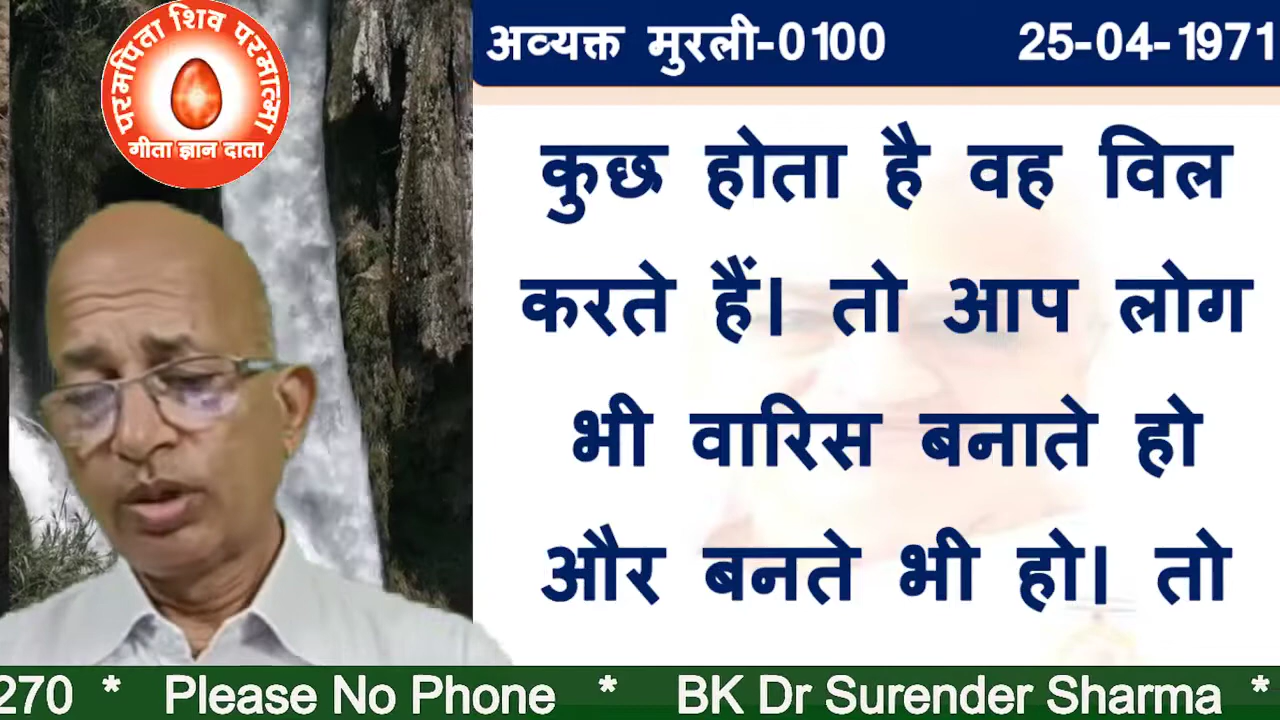 परमपिता शिव परमात्मा
गीता ज्ञान दाता
अव्यक्त मुरली-0100 25-04-1971
कुछ होता है वह विल
करते हैं। तो आप लोग
भी वारिस बनाते हो
और बनते भी हो। तो
270 * Please No Phone * BK Dr Surender Sharma *